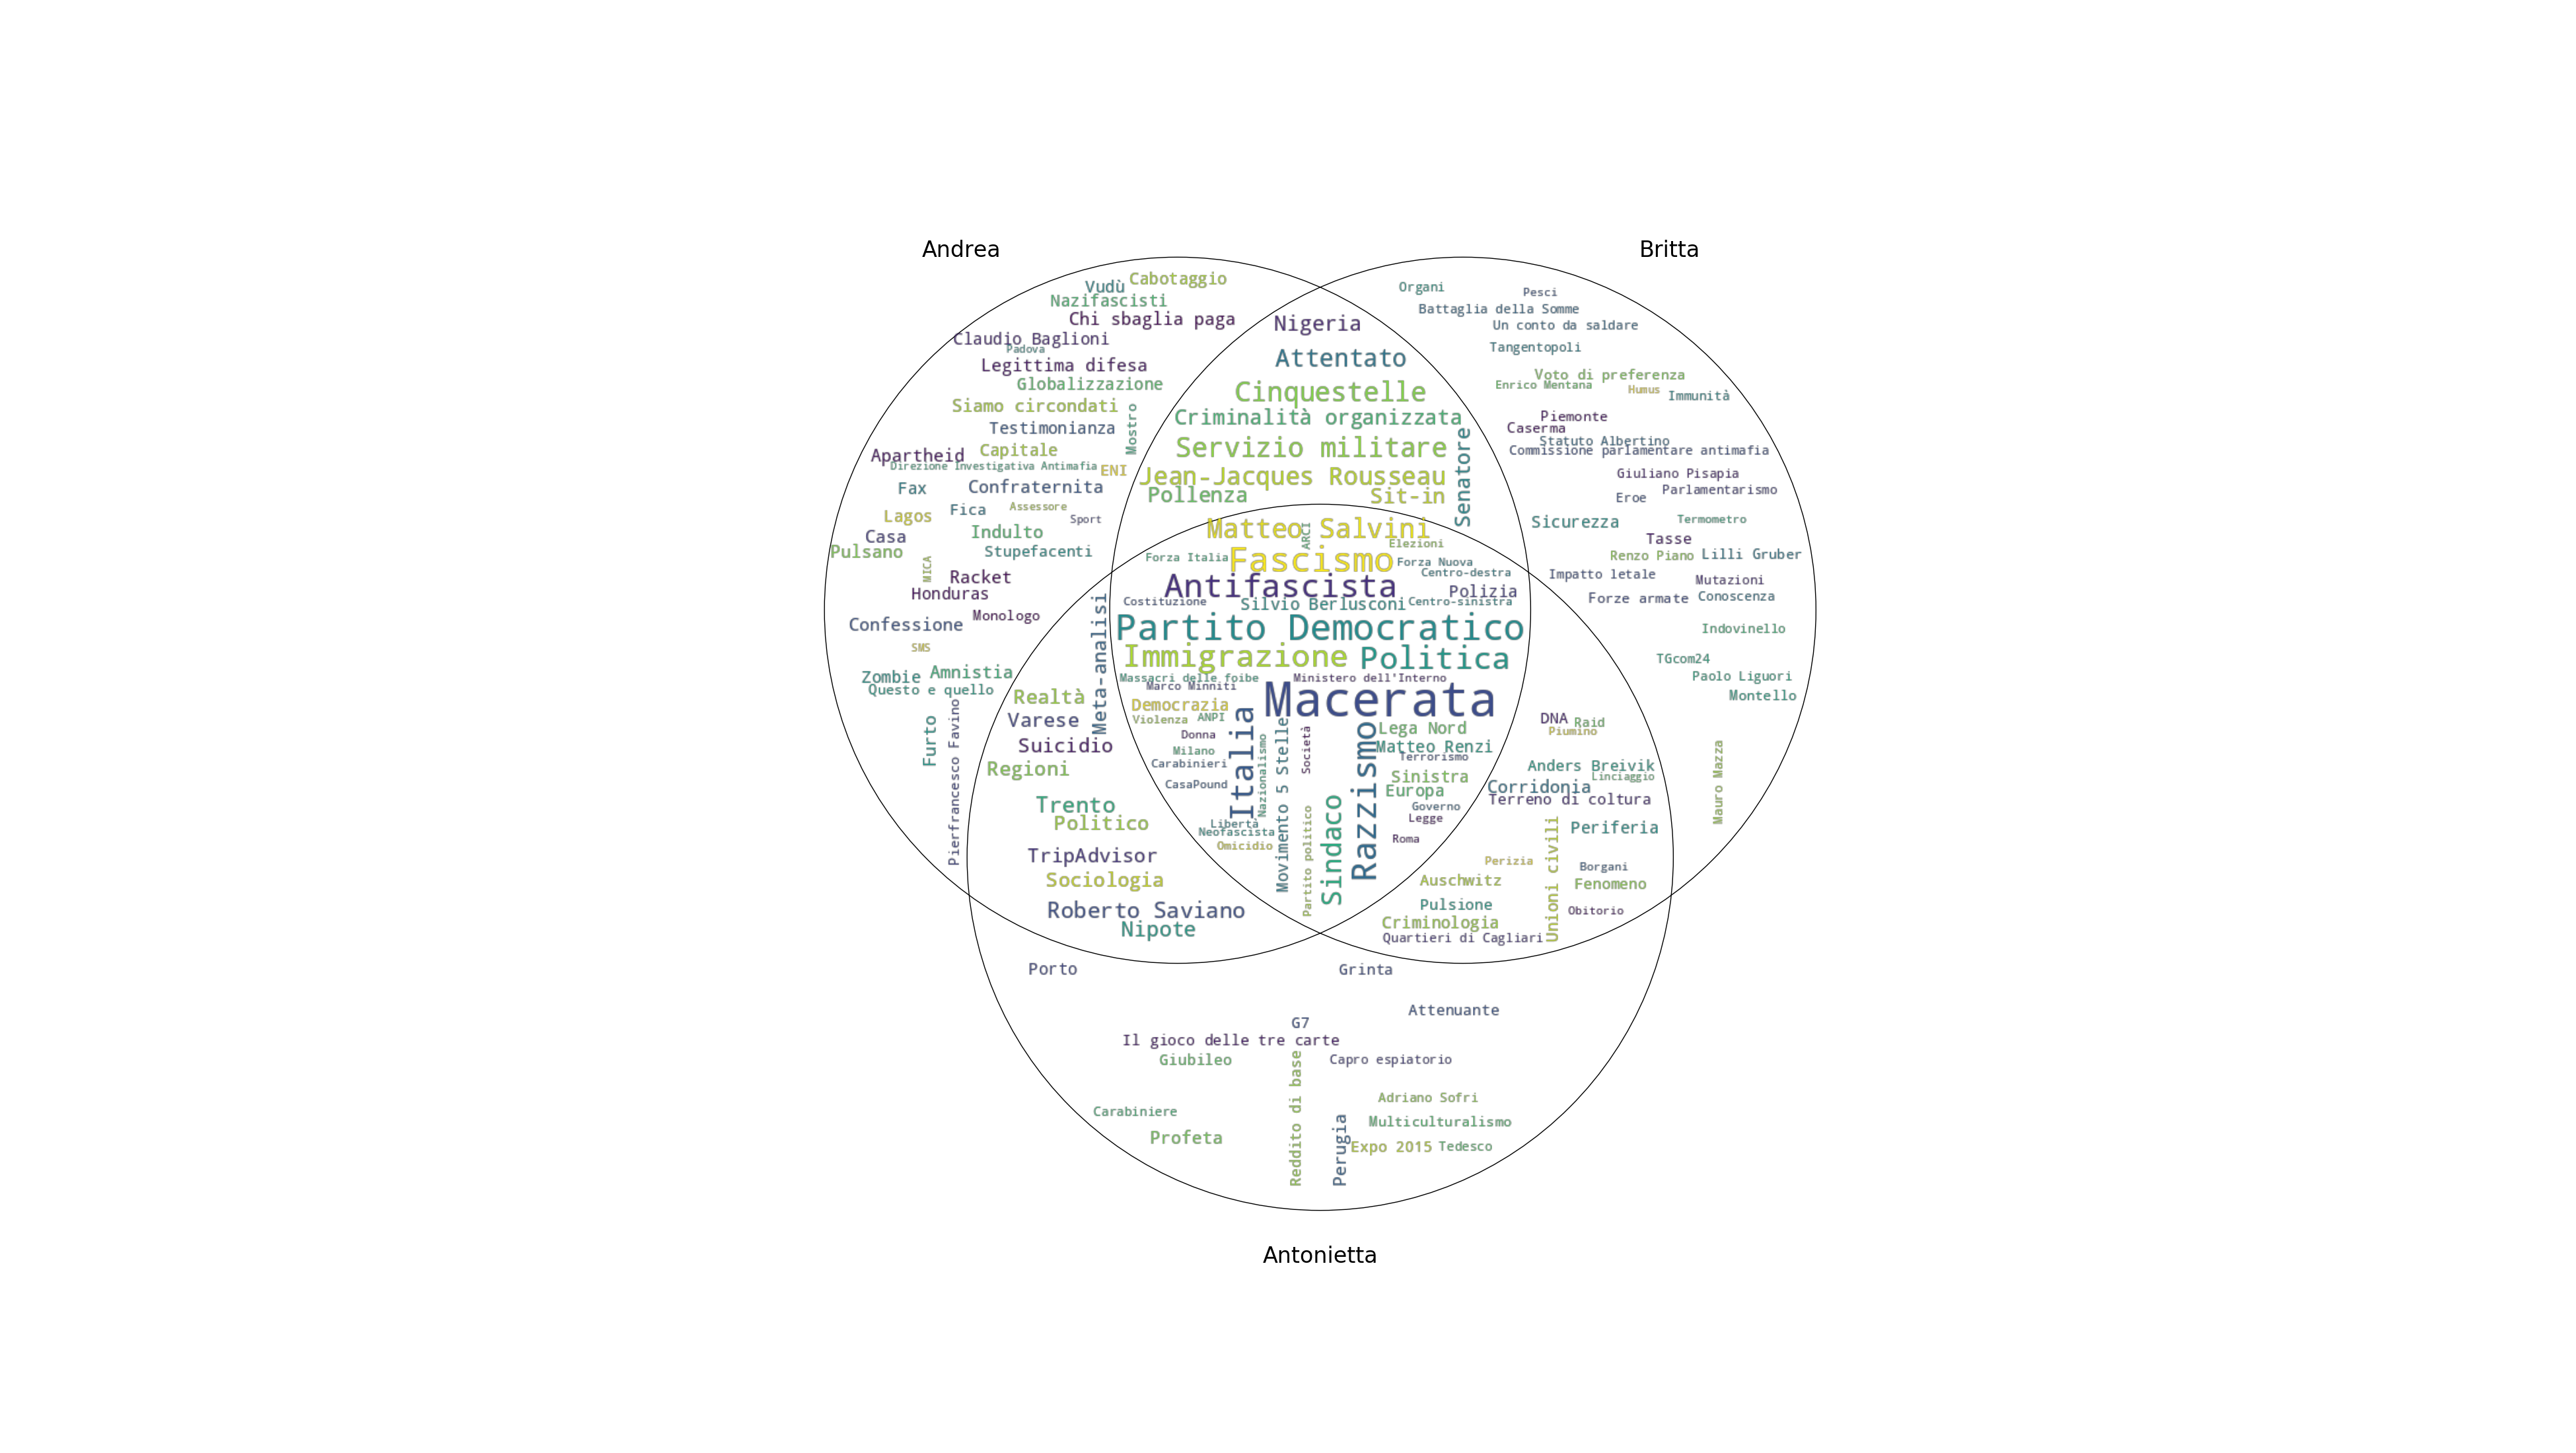 Andrea
Britta
Vudù
Cabotaggio
Nazifascisti
Chi sbaglia paga
Claudio Baglioni
Padova
Legittima difesa
Globalizzazione
Siamo circondati
Mostro
Testimonianza
Capitale
Apartheid
Direzione Investigativa Antimafia
ENI
Fax
Confraternita
Fica
Assessore
Lagos
Sport
Casa
Indulto
Pulsano
Stupefacenti
MICA
Racket
Honduras
Monologo
Confessione
SMS
Zombie
Amnistia
Questo e quello
Furto
Pierfrancesco Favino
Nigeria
Attentato
Cinquestelle
Criminalità organizzata
Servizio militare
Senatore
Jean-Jacques Rousseau
Pollenza
Sit-in
Organi
Pesci
Battaglia della Somme
Un conto da saldare
Tangentopoli
Voto di preferenza
Enrico Mentana
Humus
Immunità
Piemonte
Caserma
Statuto Albertino
Commissione parlamentare antimafia
Giuliano Pisapia
Eroe
Parlamentarismo
Sicurezza
Termometro
Tasse
Renzo Piano
Lilli Gruber
Impatto letale
Mutazioni
Forze armate
Conoscenza
Indovinello
TGcom24
Paolo Liguori
Montello
Mauro Mazza
Matteo Salvini
ARCI
Elezioni
Forza Italia
Fascismo
Forza Nuova
Centro-destra
Antifascista
Polizia
Costituzione
Silvio Berlusconi
Centro-sinistra
Partito Democratico
Immigrazione
Politica
Massacri delle foibe
Ministero dell'Interno
Marco Minniti
Macerata
Democrazia
Violenza
ANPI
Italia
Lega Nord
Donna
Matteo Renzi
Milano
Nazionalismo
Movimento 5 Stelle
Società
Razzismo
Terrorismo
Carabinieri
Sinistra
CasaPound
Europa
Governo
Legge
Libertà
Neofascista
Roma
Omicidio
Partito politico
Sindaco
Meta-analisi
Realtà
Varese
Suicidio
Regioni
Trento
Politico
TripAdvisor
Sociologia
Roberto Saviano
Nipote
DNA
Raid
Piumino
Anders Breivik
Linciaggio
Corridonia
Terreno di coltura
Periferia
Unioni civili
Perizia
Borgani
Auschwitz
Fenomeno
Pulsione
Obitorio
Criminologia
Quartieri di Cagliari
Porto
Grinta
Attenuante
G7
Il gioco delle tre carte
Giubileo
Capro espiatorio
Reddito di base
Adriano Sofri
Carabiniere
Multiculturalismo
Profeta
Perugia
Expo 2015
Tedesco
Antonietta